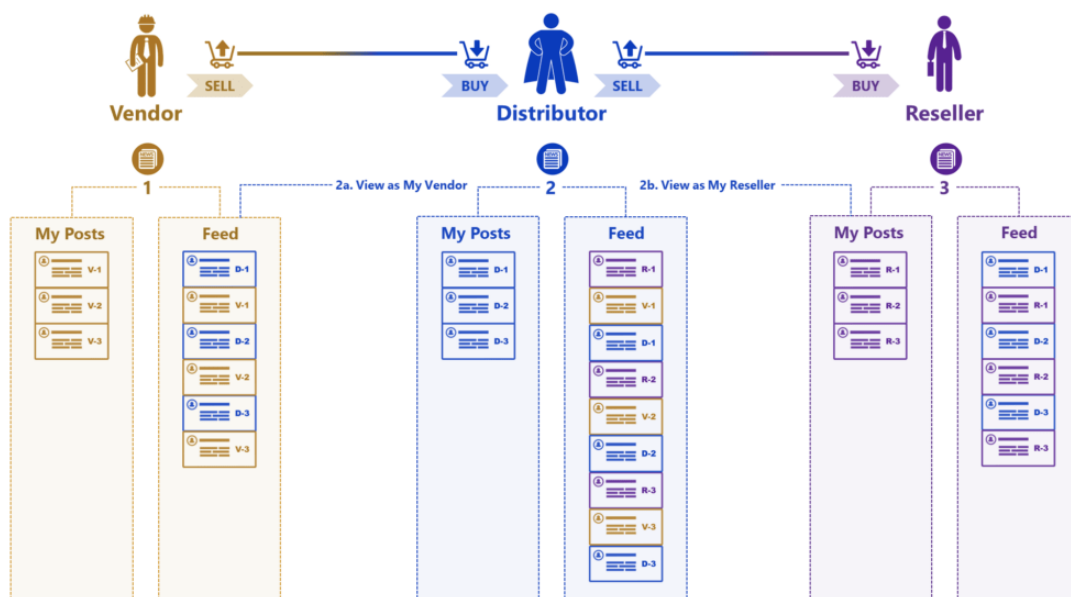 SELL
BUY
SELL
BUY
Vendor
Distributor
Reseller
NEWS
NEWS
NEWS
1
2a. View as My Vendor
2
2b. View as My Reseller
3
My Posts
V-1
V-2
V-3
Feed
D-1
V-1
D-2
V-2
D-3
V-3
My Posts
D-1
D-2
D-3
Feed
R-1
V-1
D-1
R-2
V-2
D-2
R-3
V-3
D-3
My Posts
R-1
R-2
R-3
Feed
D-1
R-1
D-2
R-2
D-3
R-3